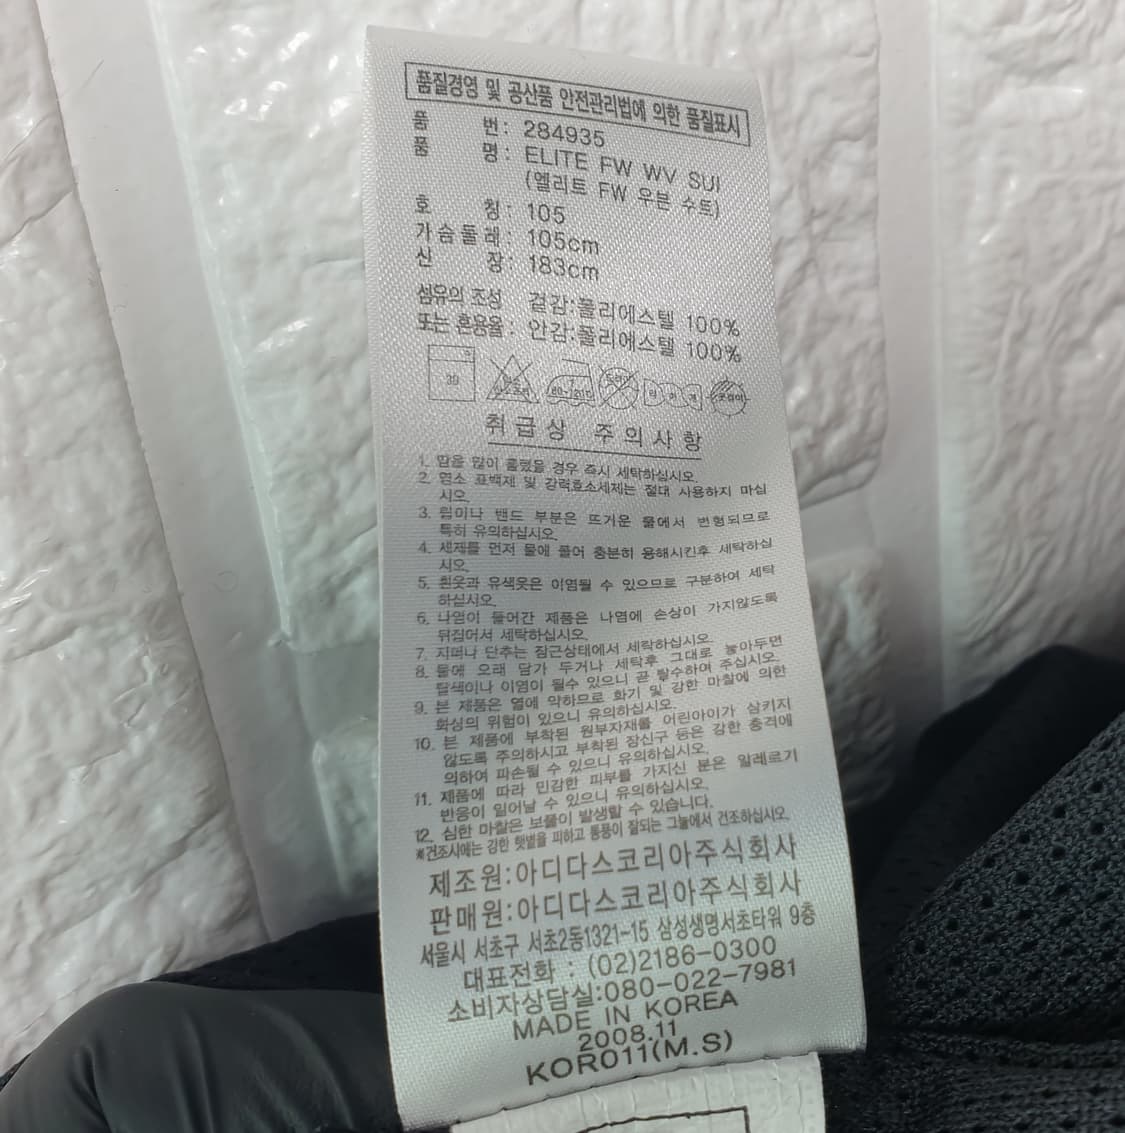 품질경영 및 공산품 안전관리법에 의한 품질표시
품 번: 284935
품 명: ELITE FW WV SUI
(엘리트 FW 우븐 수트)
호 칭: 105
가슴둘레: 105cm
신 장: 183cm
섬유의 조성 겉감:폴리에스텔 100%
또는 혼용율: 안감:폴리에스텔 100%
30
약 하 게
옷걸이
취급상 주의사항
1. 땀을 많이 흘렸을 경우 즉시 세탁하십시오.
2. 염소 표백제 및 강력효소세제는 절대 사용하지 마십
시오.
3. 립이나 밴드 부분은 뜨거운 물에서 변형되므로
특히 유의하십시오.
4. 세제를 먼저 물에 풀어 충분히 용해시킨후 세탁하십
시오.
5. 흰옷과 유색옷은 이염될 수 있으므로 구분하여 세탁
하십시오.
6. 나염이 들어간 제품은 나염에 손상이 가지않도록
뒤집어서 세탁하십시오.
7. 지퍼나 단추는 잠근상태에서 세탁하십시오.
8. 물에 오래 담가 두거나 세탁후 그대로 놓아두면
탈색이나 이염이 될수 있으니 곧 탈수하여 주십시오.
9. 본 제품은 열에 약하므로 화기 및 강한 마찰에 의한
화상의 위험이 있으니 유의하십시오.
10. 본 제품에 부착된 원부자재를 어린아이가 삼키지
않도록 주의하시고 부착된 장신구 등은 강한 충격에
의하여 파손될 수 있으니 유의하십시오.
11. 제품에 따라 민감한 피부를 가지신 분은 알레르기
반응이 일어날 수 있으니 유의하십시오.
12. 심한 마찰은 보풀이 발생할 수 있습니다.
※건조시에는 강한 햇볕을 피하고 통풍이 잘되는 그늘에서 건조하십시오.
제조원:아디다스코리아주식회사
판매원:아디다스코리아주식회사
서울시 서초구 서초2동1321-15 삼성생명서초타워 9층
대표전화 : (02)2186-0300
소비자상담실:080-022-7981
MADE IN KOREA
2008.11
KOR011(M.S)